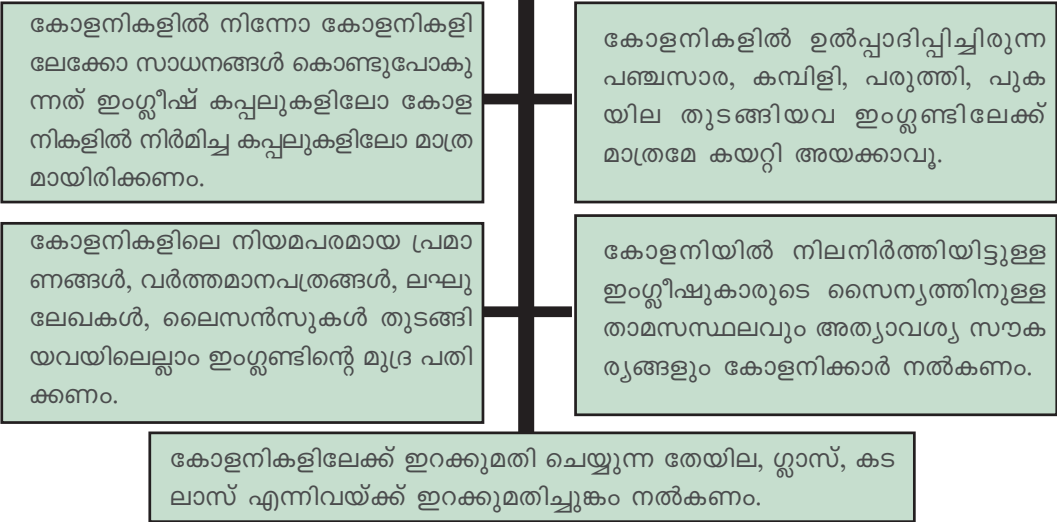 കോളനികളിൽ നിന്നോ കോളനികളി
ലേക്കോ സാധനങ്ങൾ കൊണ്ടുപോകു
ന്നത് ഇംഗ്ലീഷ് കപ്പലുകളിലോ കോള
നികളിൽ നിർമിച്ച കപ്പലുകളിലോ മാത്ര
മായിരിക്കണം.
കോളനികളിൽ ഉൽപ്പാദിപ്പിച്ചിരുന്ന
പഞ്ചസാര, കമ്പിളി, പരുത്തി, പുക
യില തുടങ്ങിയവ ഇംഗ്ലണ്ടിലേക്ക്
മാത്രമേ കയറ്റി അയക്കാവൂ.
കോളനികളിലെ നിയമപരമായ പ്രമാ
ണങ്ങൾ, വർത്തമാനപത്രങ്ങൾ, ലഘു
ലേഖകൾ, ലൈസൻസുകൾ തുടങ്ങി
യവയിലെല്ലാം ഇംഗ്ലണ്ടിന്റെ മുദ്ര പതി
ക്കണം.
കോളനിയിൽ നിലനിർത്തിയിട്ടുള്ള
ഇംഗ്ലീഷുകാരുടെ സൈന്യത്തിനുള്ള
താമസസ്ഥലവും അത്യാവശ്യ സൗക
ര്യങ്ങളും കോളനിക്കാർ നൽകണം.
കോളനികളിലേക്ക് ഇറക്കുമതി ചെയ്യുന്ന തേയില, ഗ്ലാസ്, കട
ലാസ് എന്നിവയ്ക്ക് ഇറക്കുമതിച്ചുങ്കം നൽകണം.